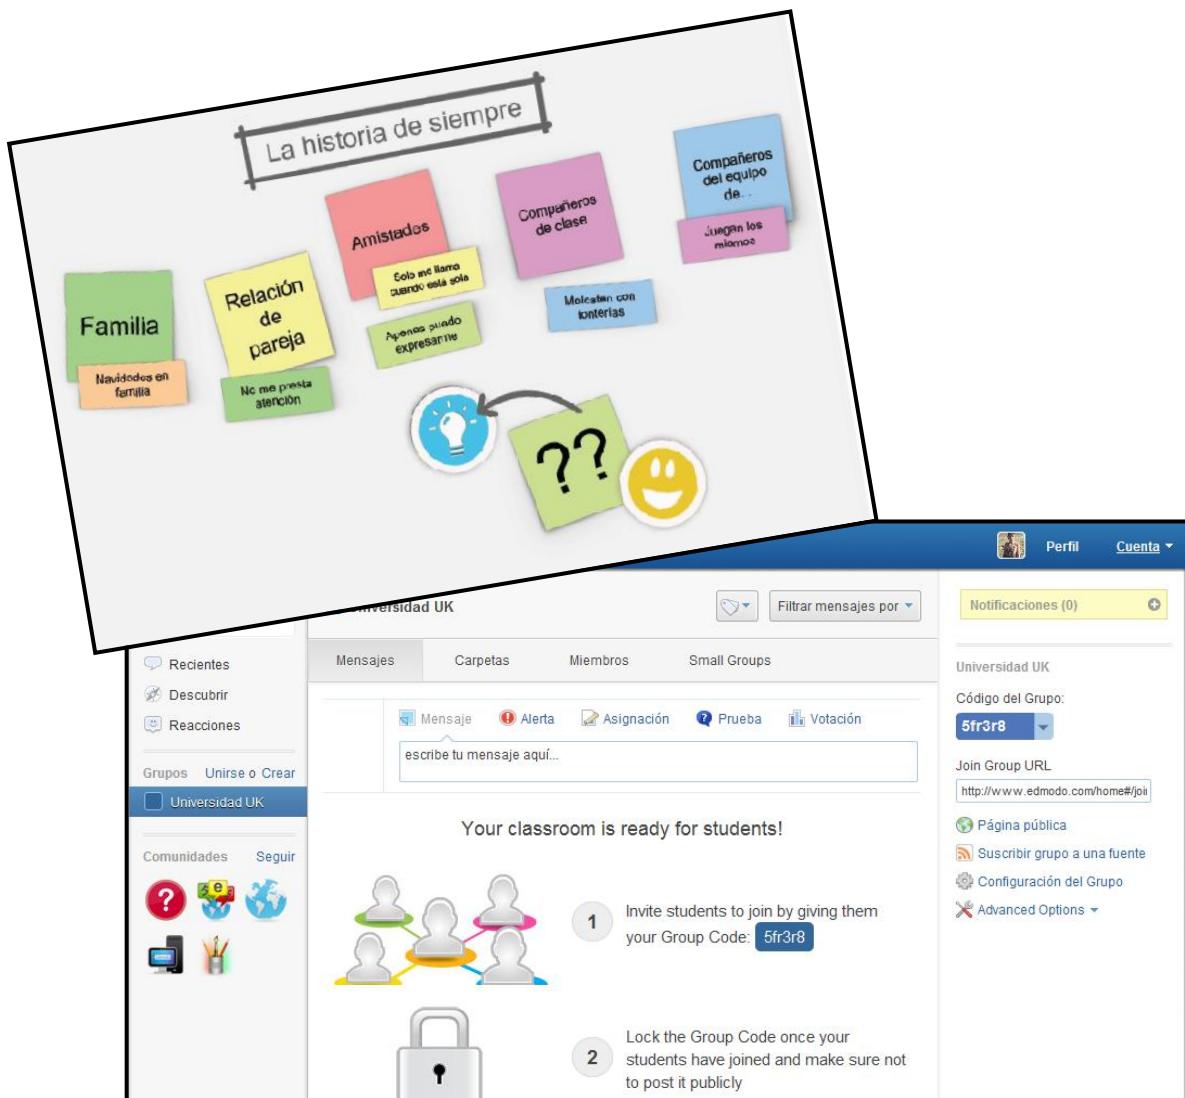 La historia de siempre
Familia
Navidades en
familia
Relación
de
pareja
No me presta
atención
Amistades
Solo me llama
cuando está sola
Apenas puedo
expresarme
Compañeros
de clase
Molestan con
tonterías
Compañeros
del equipo
de...
Juegan los
mismos
??
Perfil
Cuenta
Universidad UK
Filtrar mensajes por
Recientes
Descubrir
Reacciones
Grupos Unirse o Crear
Universidad UK
Comunidades Seguir
?
e
Mensajes Carpetas Miembros Small Groups
Mensaje Alerta Asignación Prueba Votación
escribe tu mensaje aquí...
Your classroom is ready for students!
1
Invite students to join by giving them
your Group Code: 5fr3r8
2
Lock the Group Code once your
students have joined and make sure not
to post it publicly
Notificaciones (0)
Universidad UK
Código del Grupo:
5fr3r8
Join Group URL
http://www.edmodo.com/home#/joi
Página pública
Suscribir grupo a una fuente
Configuración del Grupo
Advanced Options